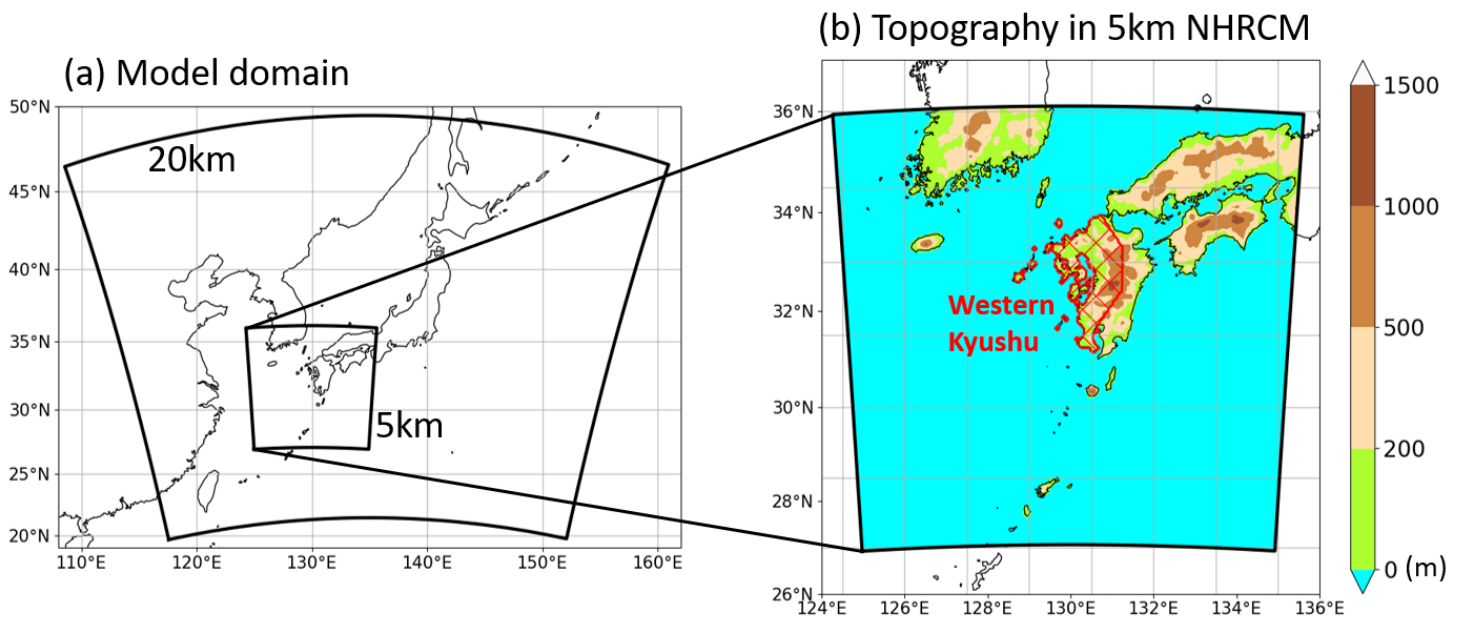 (a) Model domain
50°N
45°N
40°N
35°N
30°N
25°N
20°N
110°E
120°E
130°E
140°E
150°E
160°E
20km
5km
(b) Topography in 5km NHRCM
36°N
34°N
32°N
30°N
28°N
26°N
124°E
126°E
128°E
130°E
132°E
134°E
136°E
Western
Kyushu
1500
1000
500
200
0 (m)